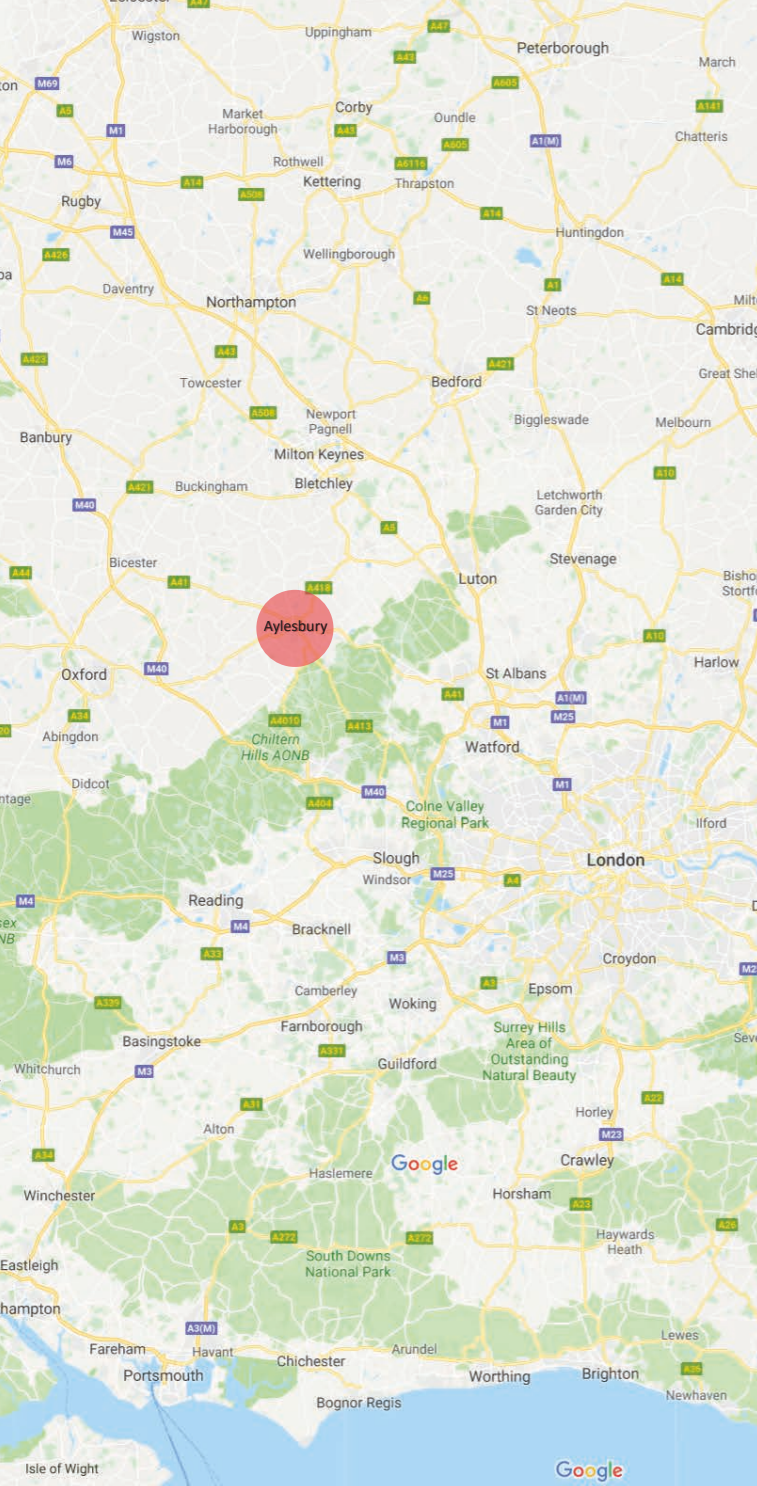 A47
Wigston
Uppingham
A47
Peterborough
A43
March
M69
A5
A605
Corby
A141
Market
Harborough
Oundle
M1
A43
A605
A1(M)
Chatteris
M6
Rothwell
A6116
A14
Kettering
Thrapston
A508
Rugby
A14
M45
Huntingdon
A426
Wellingborough
Daventry
A1
A14
Northampton
A6
St Neots
A43
A423
A421
Towcester
Bedford
A508
Newport
Pagnell
Biggleswade
Melbourn
Banbury
Milton Keynes
A10
A421
Buckingham
Bletchley
M40
Letchworth
Garden City
A5
Bicester
Stevenage
A44
A41
A418
Luton
Aylesbury
A10
Oxford
M40
St Albans
Harlow
A34
Abingdon
A4010
A413
A41
A1(M)
M25
M1
Chiltern
Hills AONB
Watford
Didcot
M40
M1
A404
Colne Valley
Regional Park
Ilford
Slough
London
Windsor
M25
A4
M4
Reading
M4
Bracknell
A33
M3
Croydon
A3
Epsom
A339
Camberley
Woking
Farnborough
Surrey Hills
Area of
Outstanding
Natural Beauty
Basingstoke
A331
Guildford
Whitchurch
M3
A31
A22
Alton
Horley
M23
A34
Google
Crawley
Haslemere
Winchester
Horsham
A23
A3
A272
A272
A26
Haywards
Heath
South Downs
National Park
Eastleigh
A3(M)
Lewes
Fareham
Havant
Arundel
Chichester
Portsmouth
Worthing
Brighton
A26
Newhaven
Bognor Regis
Isle of Wight
Google